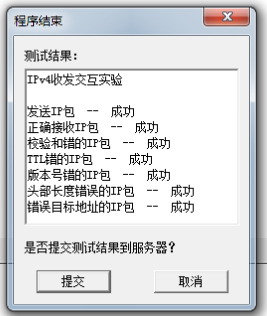 程序结束
测试结果：
IPv4收发交互实验
发送IP包 -- 成功
正确接收IP包 -- 成功
校验和错的IP包 -- 成功
TTL错的IP包 -- 成功
版本号错的IP包 -- 成功
头部长度错误的IP包 -- 成功
错误目标地址的IP包 -- 成功
是否提交测试结果到服务器？
提交 取消